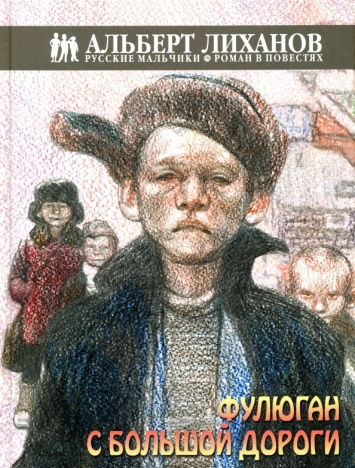 АЛЬБЕРТ ЛИХАНОВ
РУССКИЕ МАЛЬЧИКИ РОМАН В ПОВЕСТЯХ
ФУЛЮГАН
С БОЛЬШОЙ ДОРОГИ